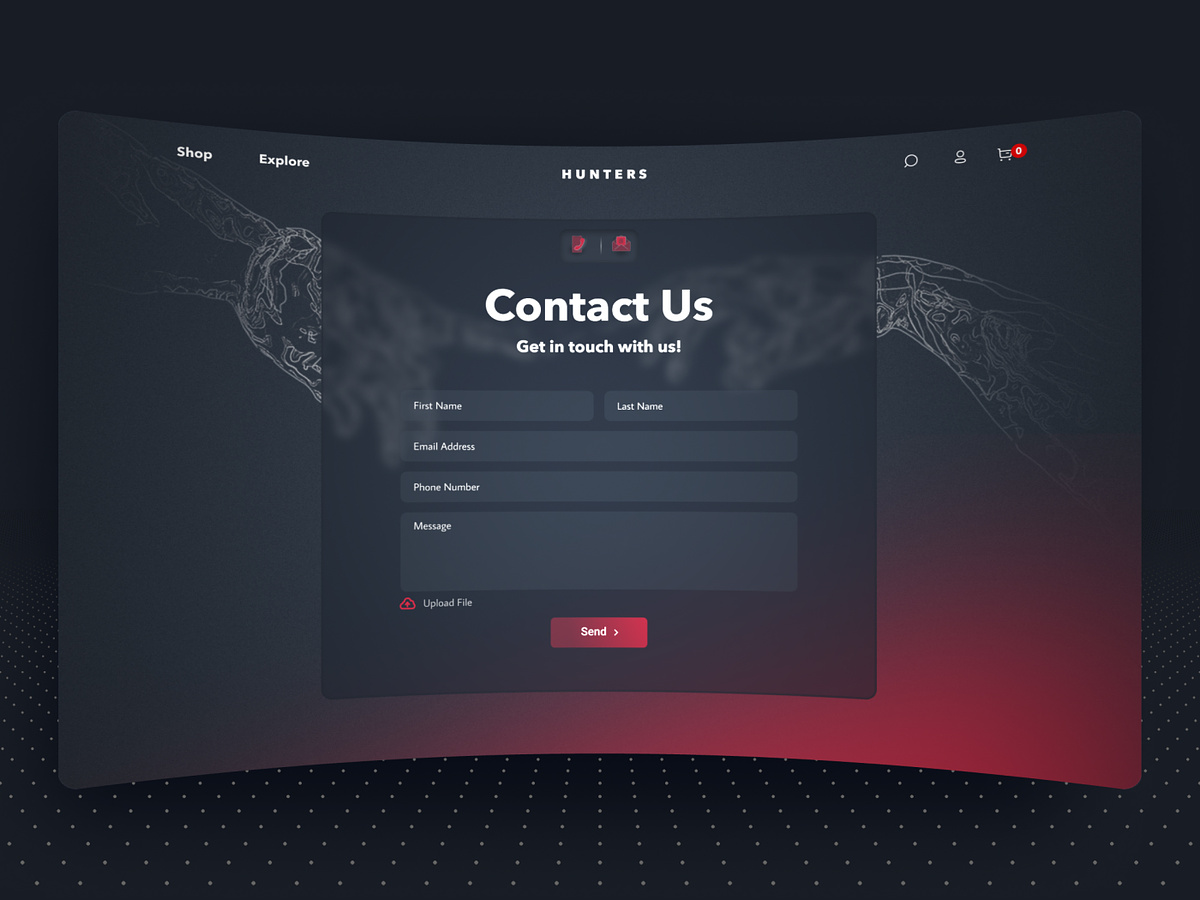 Shop
Explore
HUNTERS
0
Contact Us
Get in touch with us!
First Name
Last Name
Email Address
Phone Number
Message
Upload File
Send